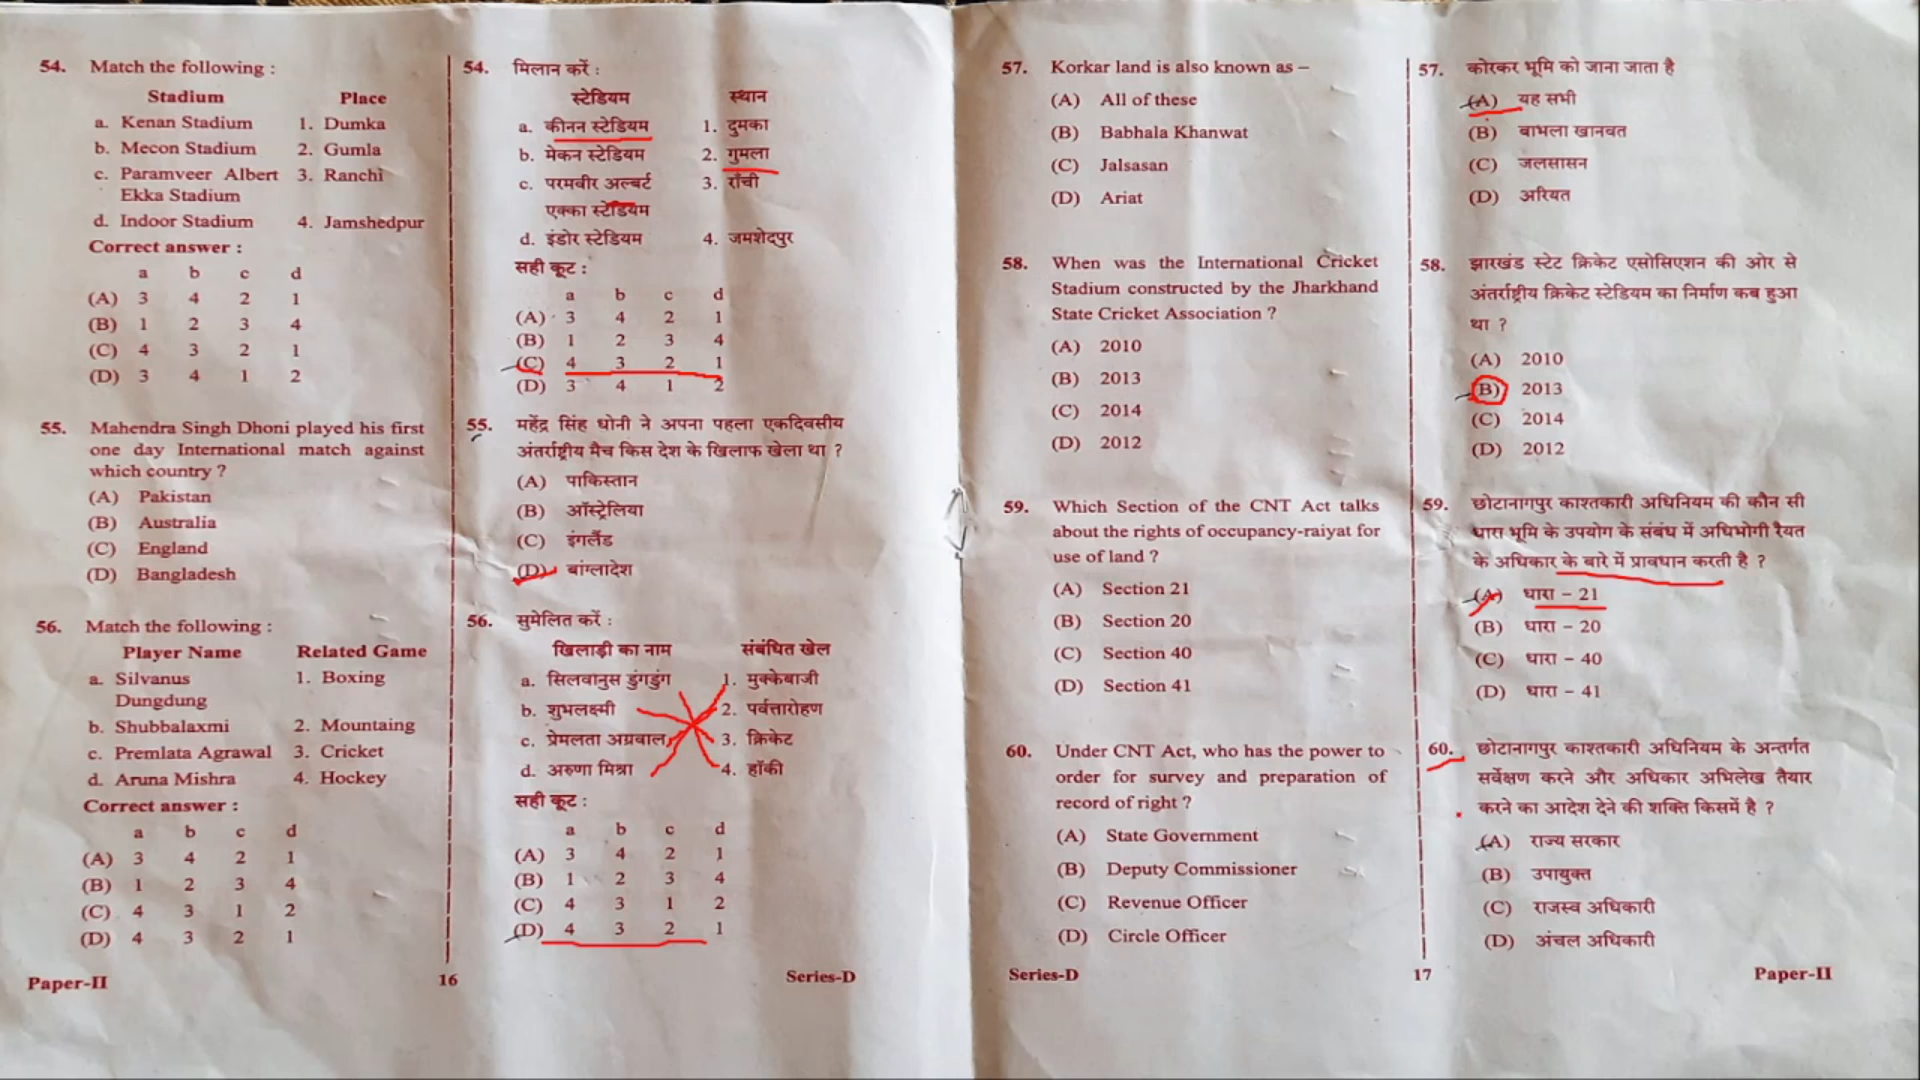 54. Match the following :
Stadium Place
a. Kenan Stadium 1. Dumka
b. Mecon Stadium 2. Gumla
c. Paramveer Albert 3. Ranchi
Ekka Stadium
d. Indoor Stadium 4. Jamshedpur
Correct answer :
a b c d
(A) 3 4 2 1
(B) 1 2 3 4
(C) 4 3 2 1
(D) 3 4 1 2
55. Mahendra Singh Dhoni played his first
one day International match against
which country ?
(A) Pakistan
(B) Australia
(C) England
(D) Bangladesh
56. Match the following :
Player Name Related Game
a. Silvanus 1. Boxing
Dungdung
b. Shubbalaxmi 2. Mountaing
c. Premlata Agrawal 3. Cricket
d. Aruna Mishra 4. Hockey
Correct answer :
a b c d
(A) 3 4 2 1
(B) 1 2 3 4
(C) 4 3 1 2
(D) 4 3 2 1
54. मिलान करें :
स्टेडियम स्थान
a. कीनन स्टेडियम 1. दुमका
b. मेकन स्टेडियम 2. गुमला
c. परमवीर अल्बर्ट 3. राँची
एक्का स्टेडियम
d. इंडोर स्टेडियम 4. जमशेदपुर
सही कूट :
a b c d
(A) 3 4 2 1
(B) 1 2 3 4
(C) 4 3 2 1
(D) 3 4 1 2
55. महेंद्र सिंह धोनी ने अपना पहला एकदिवसीय
अंतर्राष्ट्रीय मैच किस देश के खिलाफ खेला था ?
(A) पाकिस्तान
(B) ऑस्ट्रेलिया
(C) इंगलैंड
(D) बांग्लादेश
56. सुमेलित करें :
खिलाड़ी का नाम संबंधित खेल
a. सिलवानुस डुंगडुंग 1. मुक्केबाजी
b. शुभलक्ष्मी 2. पर्वत्तारोहण
c. प्रेमलता अग्रवाल 3. क्रिकेट
d. अरुणा मिश्रा 4. हॉकी
सही कूट :
a b c d
(A) 3 4 2 1
(B) 1 2 3 4
(C) 4 3 1 2
(D) 4 3 2 1
Paper-II 16 Series-D
57. Korkar land is also known as –
(A) All of these
(B) Babhala Khanwat
(C) Jalsasan
(D) Ariat
58. When was the International Cricket
Stadium constructed by the Jharkhand
State Cricket Association ?
(A) 2010
(B) 2013
(C) 2014
(D) 2012
59. Which Section of the CNT Act talks
about the rights of occupancy-raiyat for
use of land ?
(A) Section 21
(B) Section 20
(C) Section 40
(D) Section 41
60. Under CNT Act, who has the power to
order for survey and preparation of
record of right ?
(A) State Government
(B) Deputy Commissioner
(C) Revenue Officer
(D) Circle Officer
57. कोरकर भूमि को जाना जाता है
(A) यह सभी
(B) बाभला खानवत
(C) जलसासन
(D) अरियत
58. झारखंड स्टेट क्रिकेट एसोसिएशन की ओर से
अंतर्राष्ट्रीय क्रिकेट स्टेडियम का निर्माण कब हुआ
था ?
(A) 2010
(B) 2013
(C) 2014
(D) 2012
59. छोटानागपुर काश्तकारी अधिनियम की कौन सी
धारा भूमि के उपयोग के संबंध में अधिभोगी रैयत
के अधिकार के बारे में प्रावधान करती है ?
(A) धारा – 21
(B) धारा – 20
(C) धारा – 40
(D) धारा – 41
60. छोटानागपुर काश्तकारी अधिनियम के अन्तर्गत
सर्वेक्षण करने और अधिकार अभिलेख तैयार
करने का आदेश देने की शक्ति किसमें है ?
(A) राज्य सरकार
(B) उपायुक्त
(C) राजस्व अधिकारी
(D) अंचल अधिकारी
Series-D 17 Paper-II